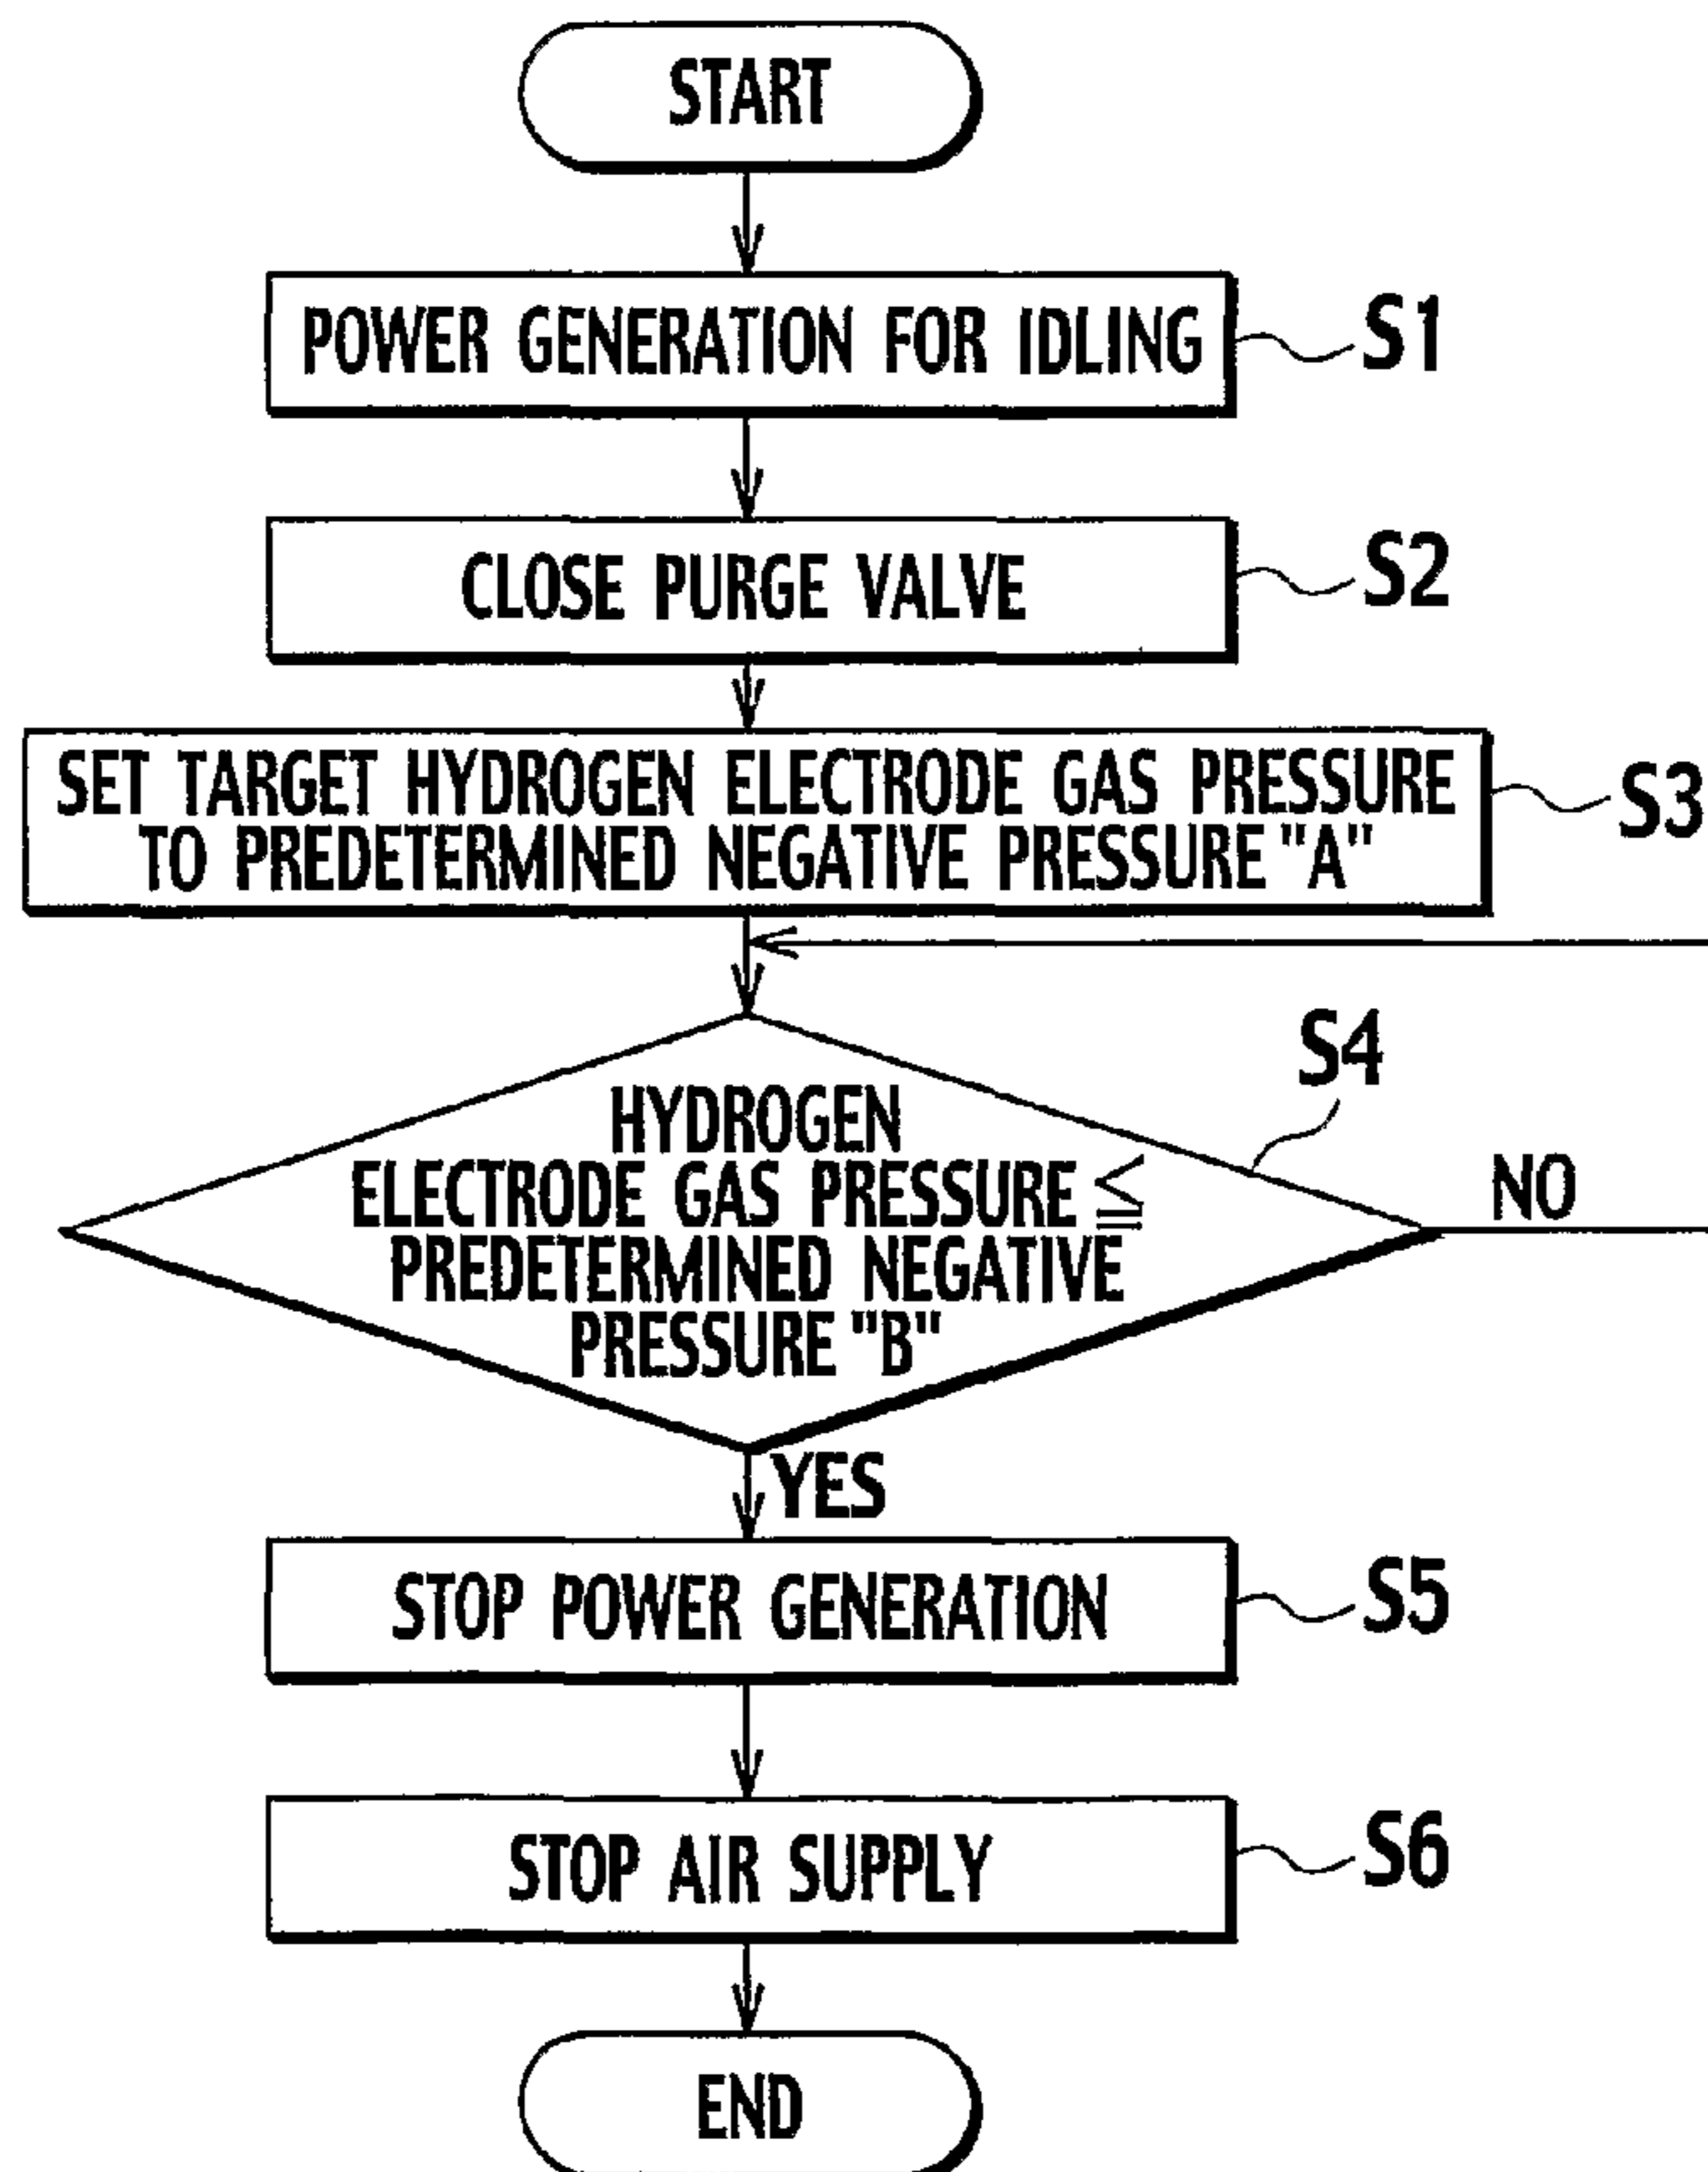 START
POWER GENERATION FOR IDLING
S1
CLOSE PURGE VALVE
S2
SET TARGET HYDROGEN ELECTRODE GAS PRESSURE
TO PREDETERMINED NEGATIVE PRESSURE "A"
S3
S4
HYDROGEN
ELECTRODE GAS PRESSURE ≦
PREDETERMINED NEGATIVE
PRESSURE "B"
NO
YES
STOP POWER GENERATION
S5
STOP AIR SUPPLY
S6
END